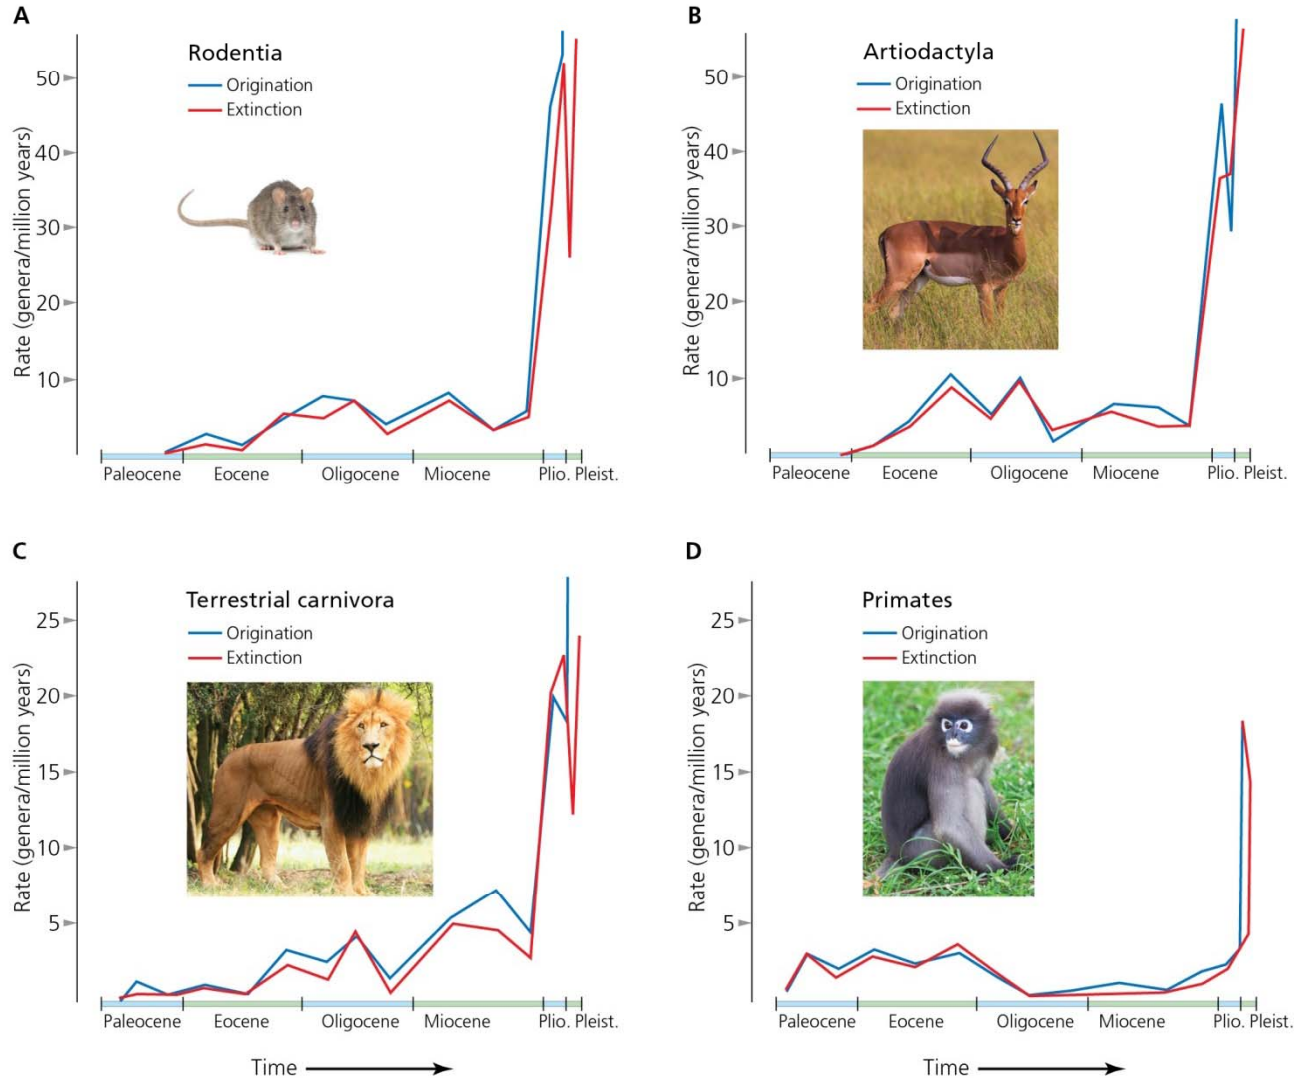 A
Rodentia
Origination
Extinction
Rate (genera/million years)
50
40
30
20
10
Paleocene Eocene Oligocene Miocene Plio. Pleist.
B
Artiodactyla
Origination
Extinction
Rate (genera/million years)
50
40
30
20
10
Paleocene Eocene Oligocene Miocene Plio. Pleist.
C
Terrestrial carnivora
Origination
Extinction
Rate (genera/million years)
25
20
15
10
5
Paleocene Eocene Oligocene Miocene Plio. Pleist.
Time
D
Primates
Origination
Extinction
Rate (genera/million years)
25
20
15
10
5
Paleocene Eocene Oligocene Miocene Plio. Pleist.
Time